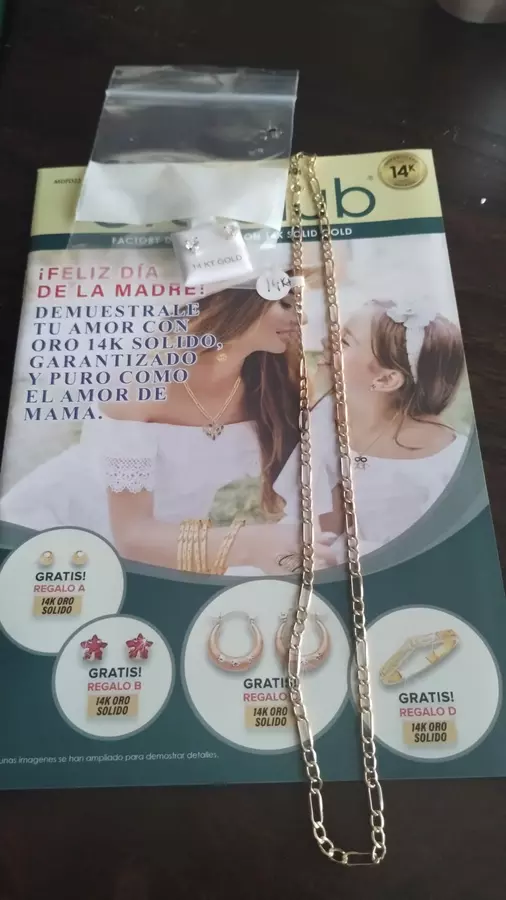 lub
14K
FACTORY
14K SOLID GOLD
14 KT GOLD
14K
¡FELIZ DÍA
DE LA MADRE!
DEMUESTRALE
TU AMOR CON
ORO 14K SOLIDO,
GARANTIZADO
Y PURO COMO
EL AMOR DE
MAMA.
GRATIS!
REGALO A
14K ORO
SOLIDO
GRATIS!
REGALO B
14K ORO
SOLIDO
GRATIS!
REGALO
14K ORO
SOLIDO
GRATIS!
REGALO D
14K ORO
SOLIDO
unas imagenes se han ampliado para demostrar detalles.